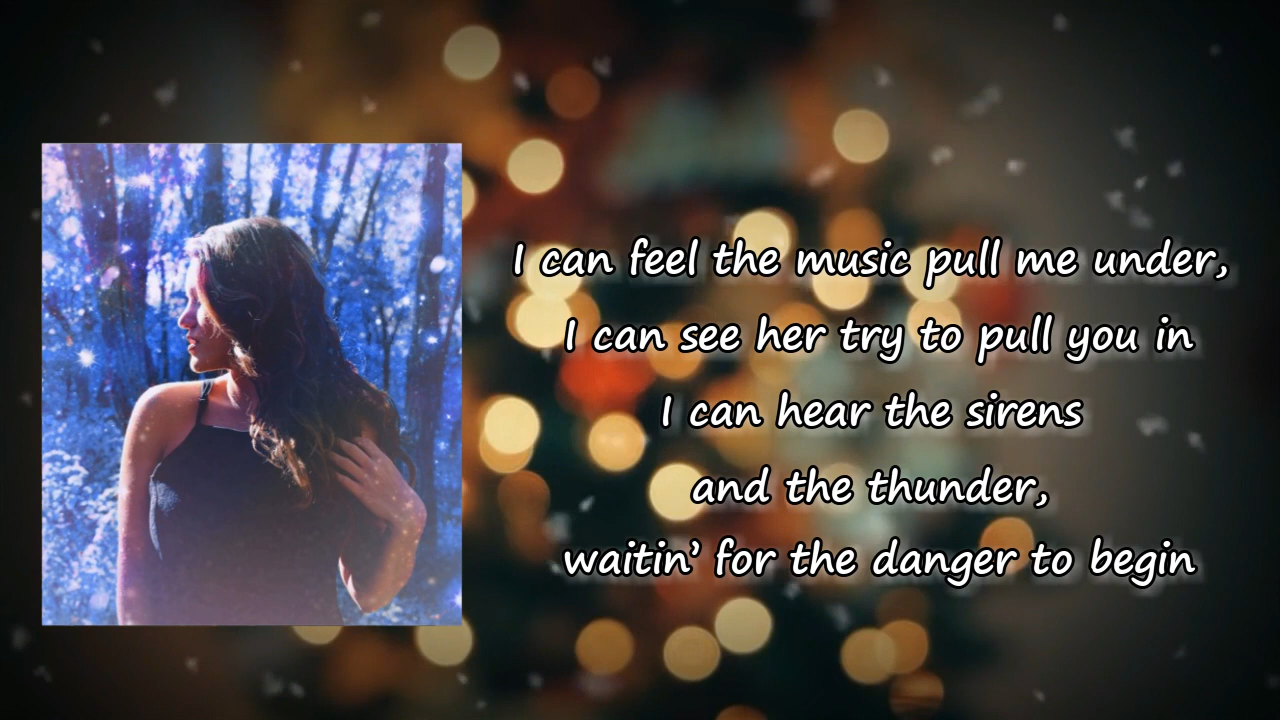 I can feel the music pull me under,
I can see her try to pull you in
I can hear the sirens
and the thunder,
waitin’ for the danger to begin